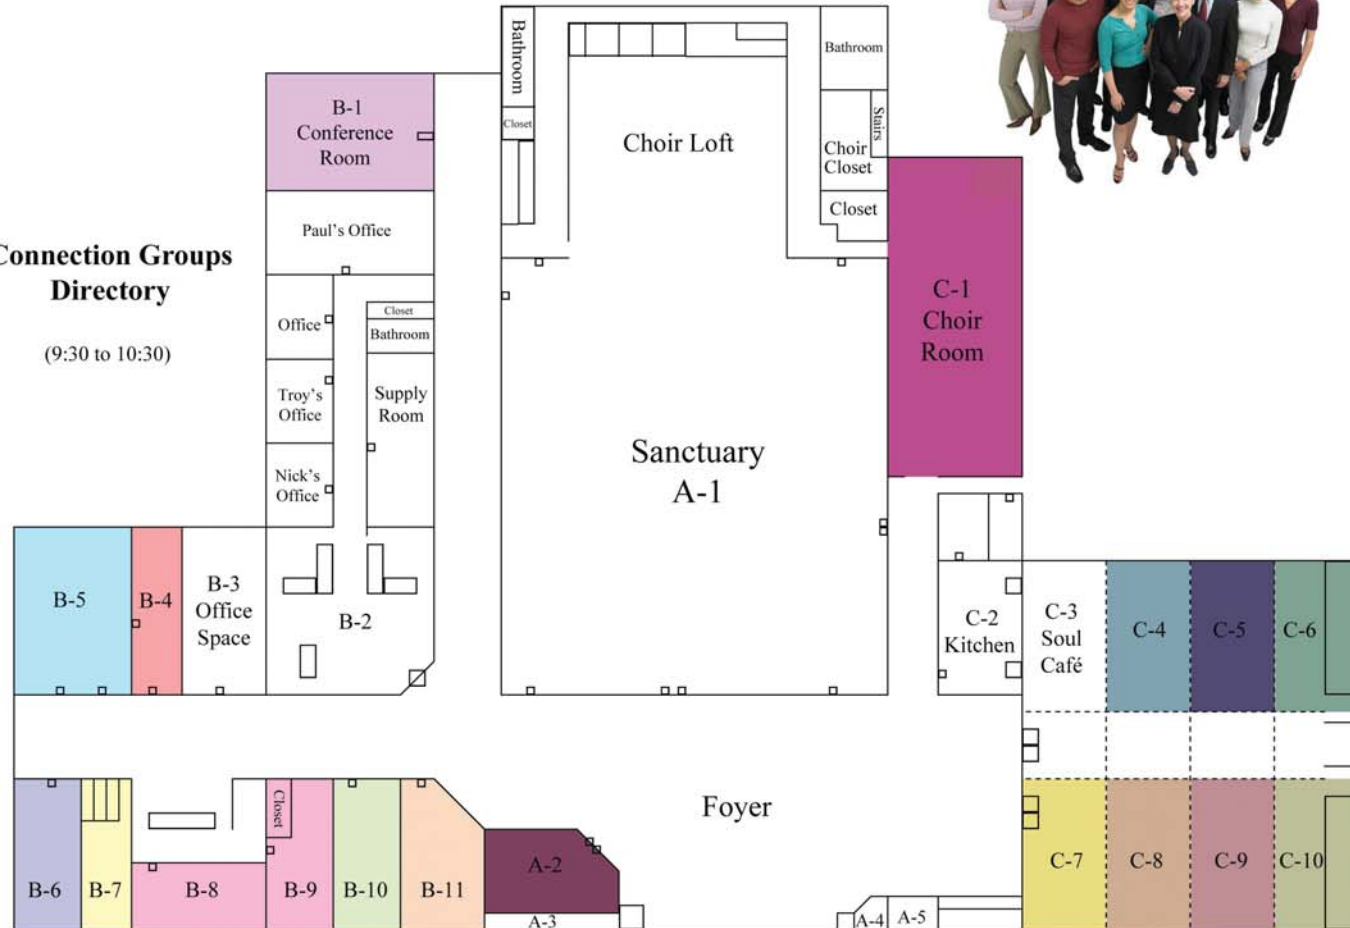 Bathroom
Closet
Choir Loft
Bathroom
Stairs
Choir
Closet
Closet
B-1
Conference
Room
Paul's Office
Connection Groups
Directory
(9:30 to 10:30)
Office
Closet
Bathroom
Troy's
Office
Supply
Room
Nick's
Office
C-1
Choir
Room
Sanctuary
A-1
B-5
B-4
B-3
Office
Space
B-2
C-2
Kitchen
C-3
Soul
Café
C-4
C-5
C-6
Foyer
B-6
B-7
B-8
Closet
B-9
B-10
B-11
A-2
A-3
A-4
A-5
C-7
C-8
C-9
C-10